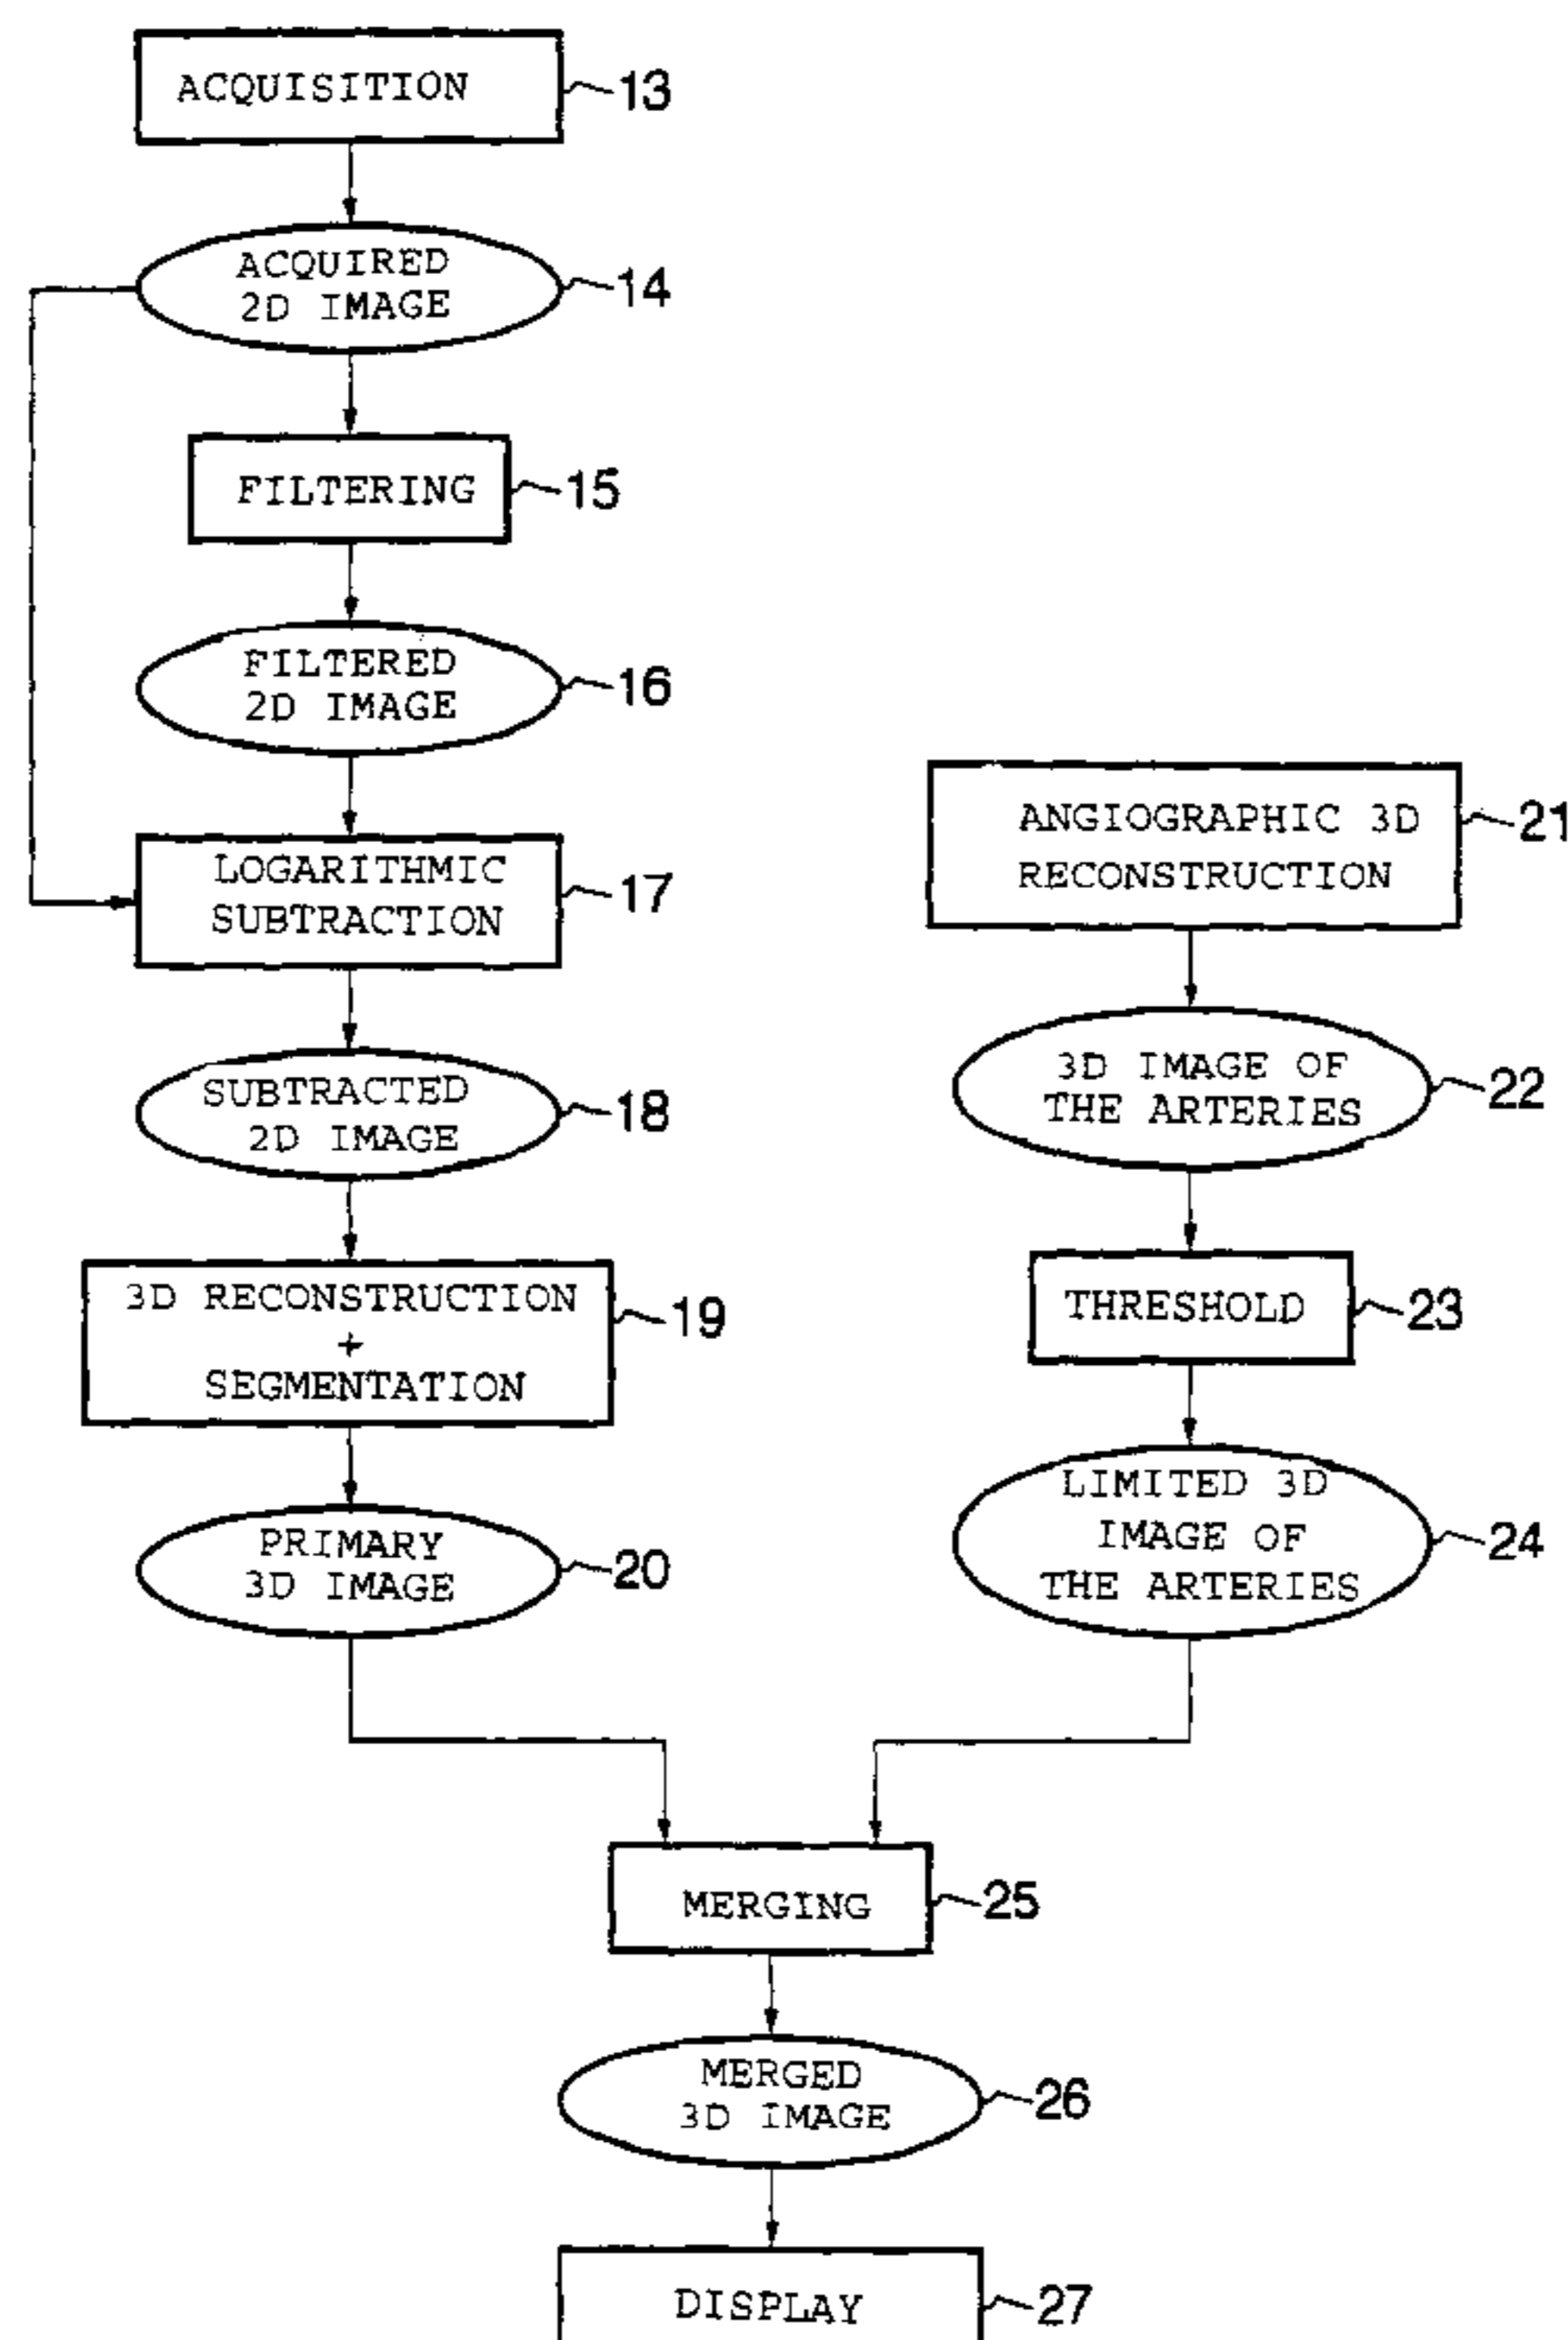 ACQUISITION
13
ACQUIRED
2D IMAGE
14
FILTERING
15
FILTERED
2D IMAGE
16
LOGARITHMIC
SUBTRACTION
17
SUBTRACTED
2D IMAGE
18
3D RECONSTRUCTION
+
SEGMENTATION
19
PRIMARY
3D IMAGE
20
ANGIOGRAPHIC 3D
RECONSTRUCTION
21
3D IMAGE OF
THE ARTERIES
22
THRESHOLD
23
LIMITED 3D
IMAGE OF
THE ARTERIES
24
MERGING
25
MERGED
3D IMAGE
26
DISPLAY
27